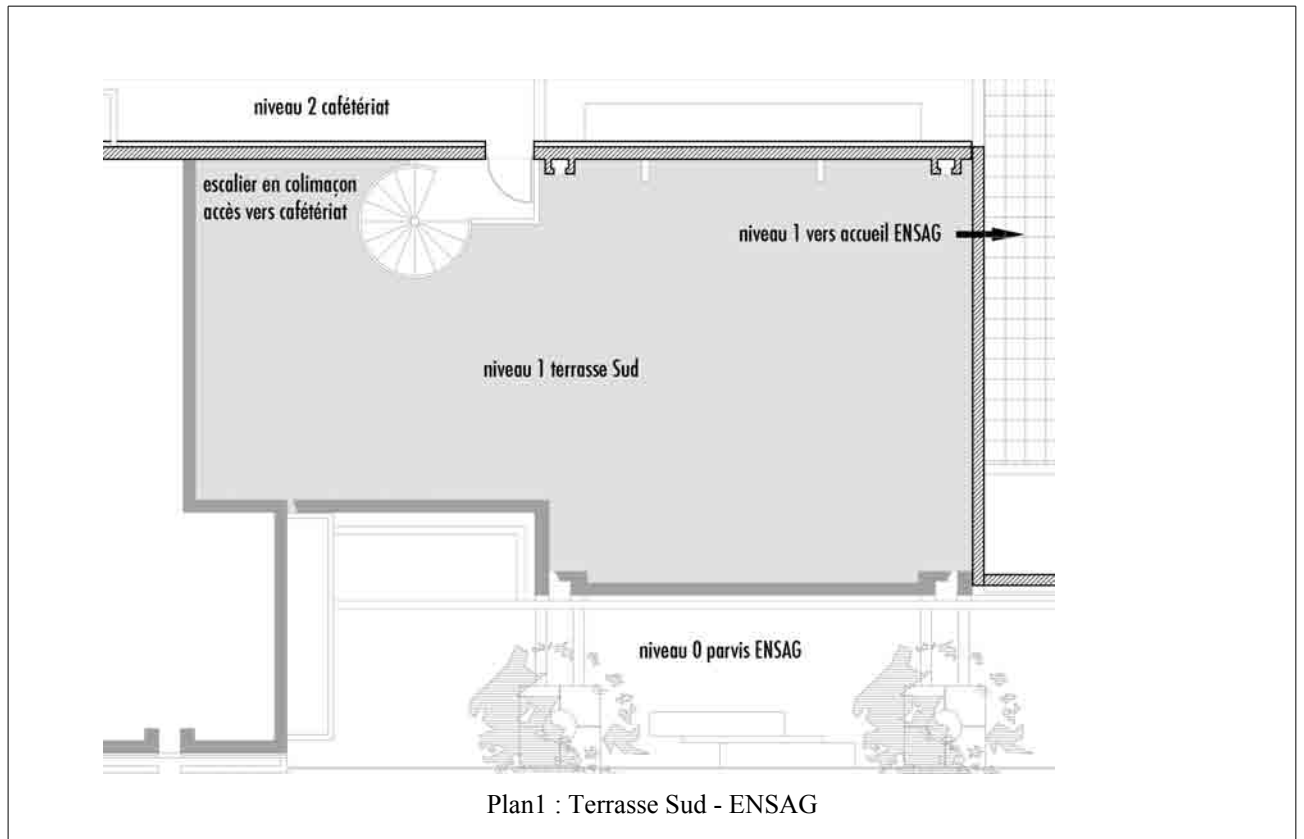 niveau 2 cafétériat
escalier en colimaçon
accès vers cafétériat
niveau 1 vers accueil ENSAG
niveau 1 terrasse Sud
niveau 0 parvis ENSAG
Plan1 : Terrasse Sud - ENSAG